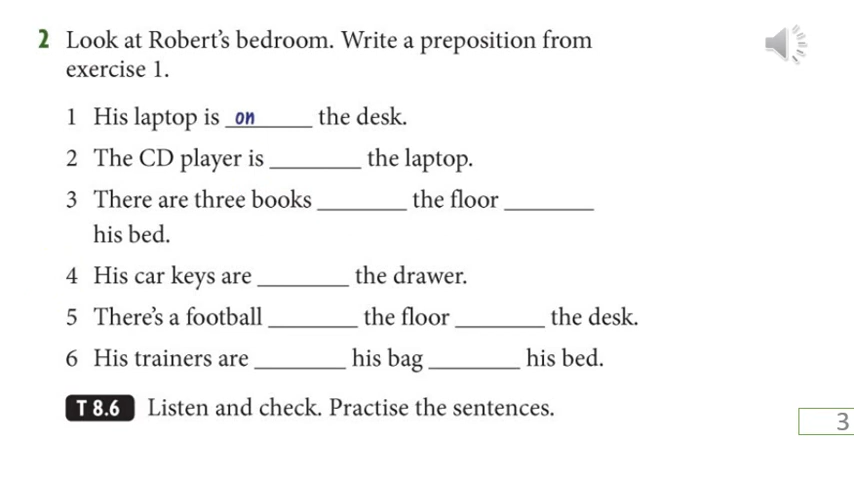 2 Look at Robert's bedroom. Write a preposition from
exercise 1.
1 His laptop is on the desk.
2 The CD player is ________ the laptop.
3 There are three books ________ the floor ________
his bed.
4 His car keys are ________ the drawer.
5 There's a football ________ the floor ________ the desk.
6 His trainers are ________ his bag ________ his bed.
T 8.6 Listen and check. Practise the sentences.
3